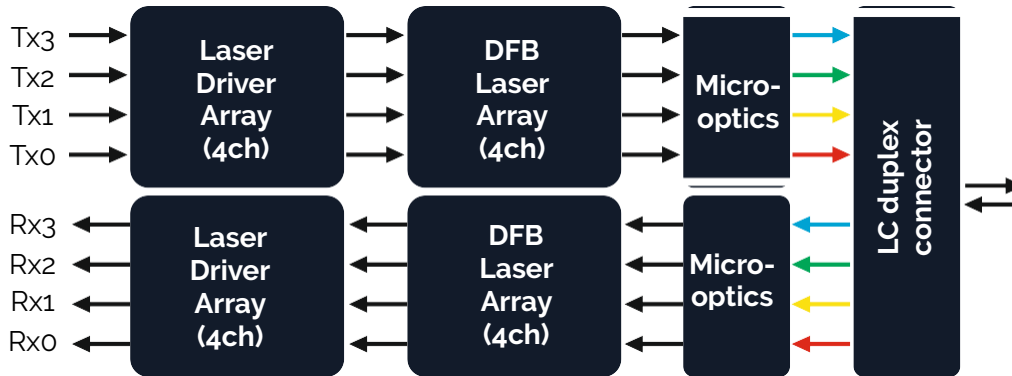 Tx3
Tx2
Tx1
Tx0
Laser
Driver
Array
(4ch)
DFB
Laser
Array
(4ch)
Micro-
optics
LC duplex
connector
Rx3
Rx2
Rx1
Rx0
Laser
Driver
Array
(4ch)
DFB
Laser
Array
(4ch)
Micro-
optics